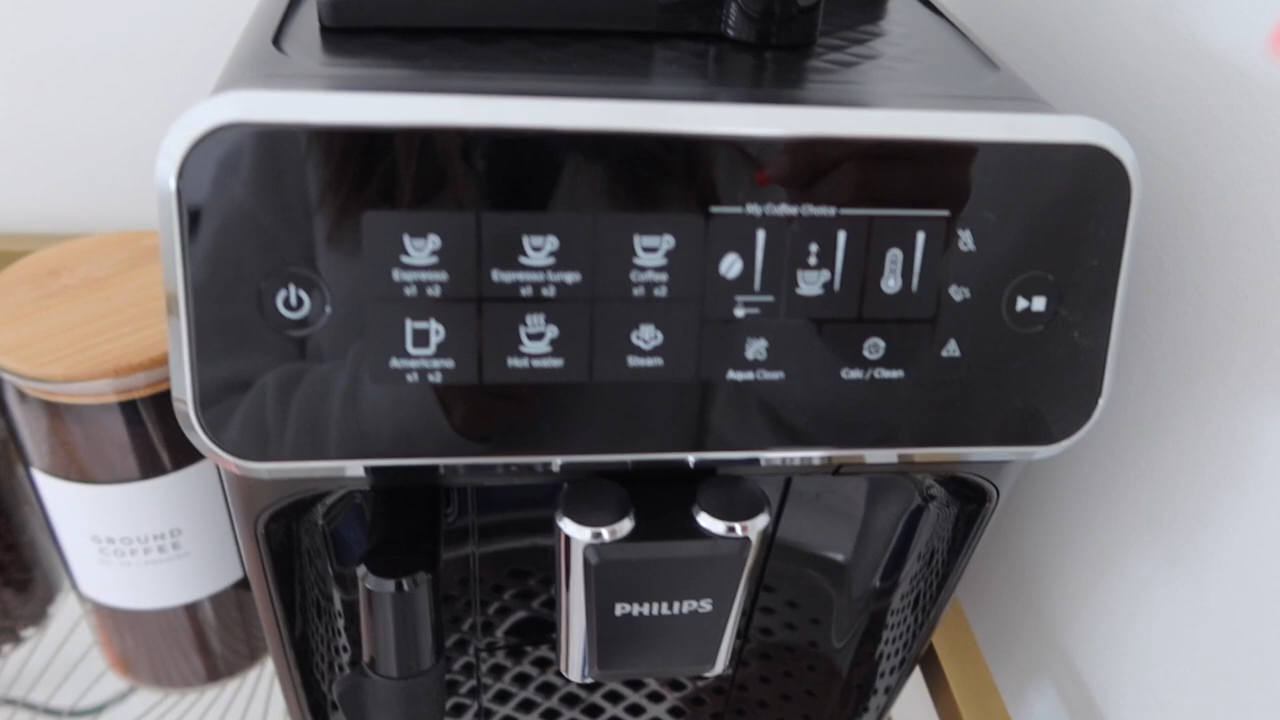 My Coffee Choice
Espresso
x1 x2
Espresso lungo
x1 x2
Coffee
x1 x2
Americano
x1 x2
Hot water
Steam
Aqua Clean
Calc / Clean
GROUND
COFFEE
PHILIPS